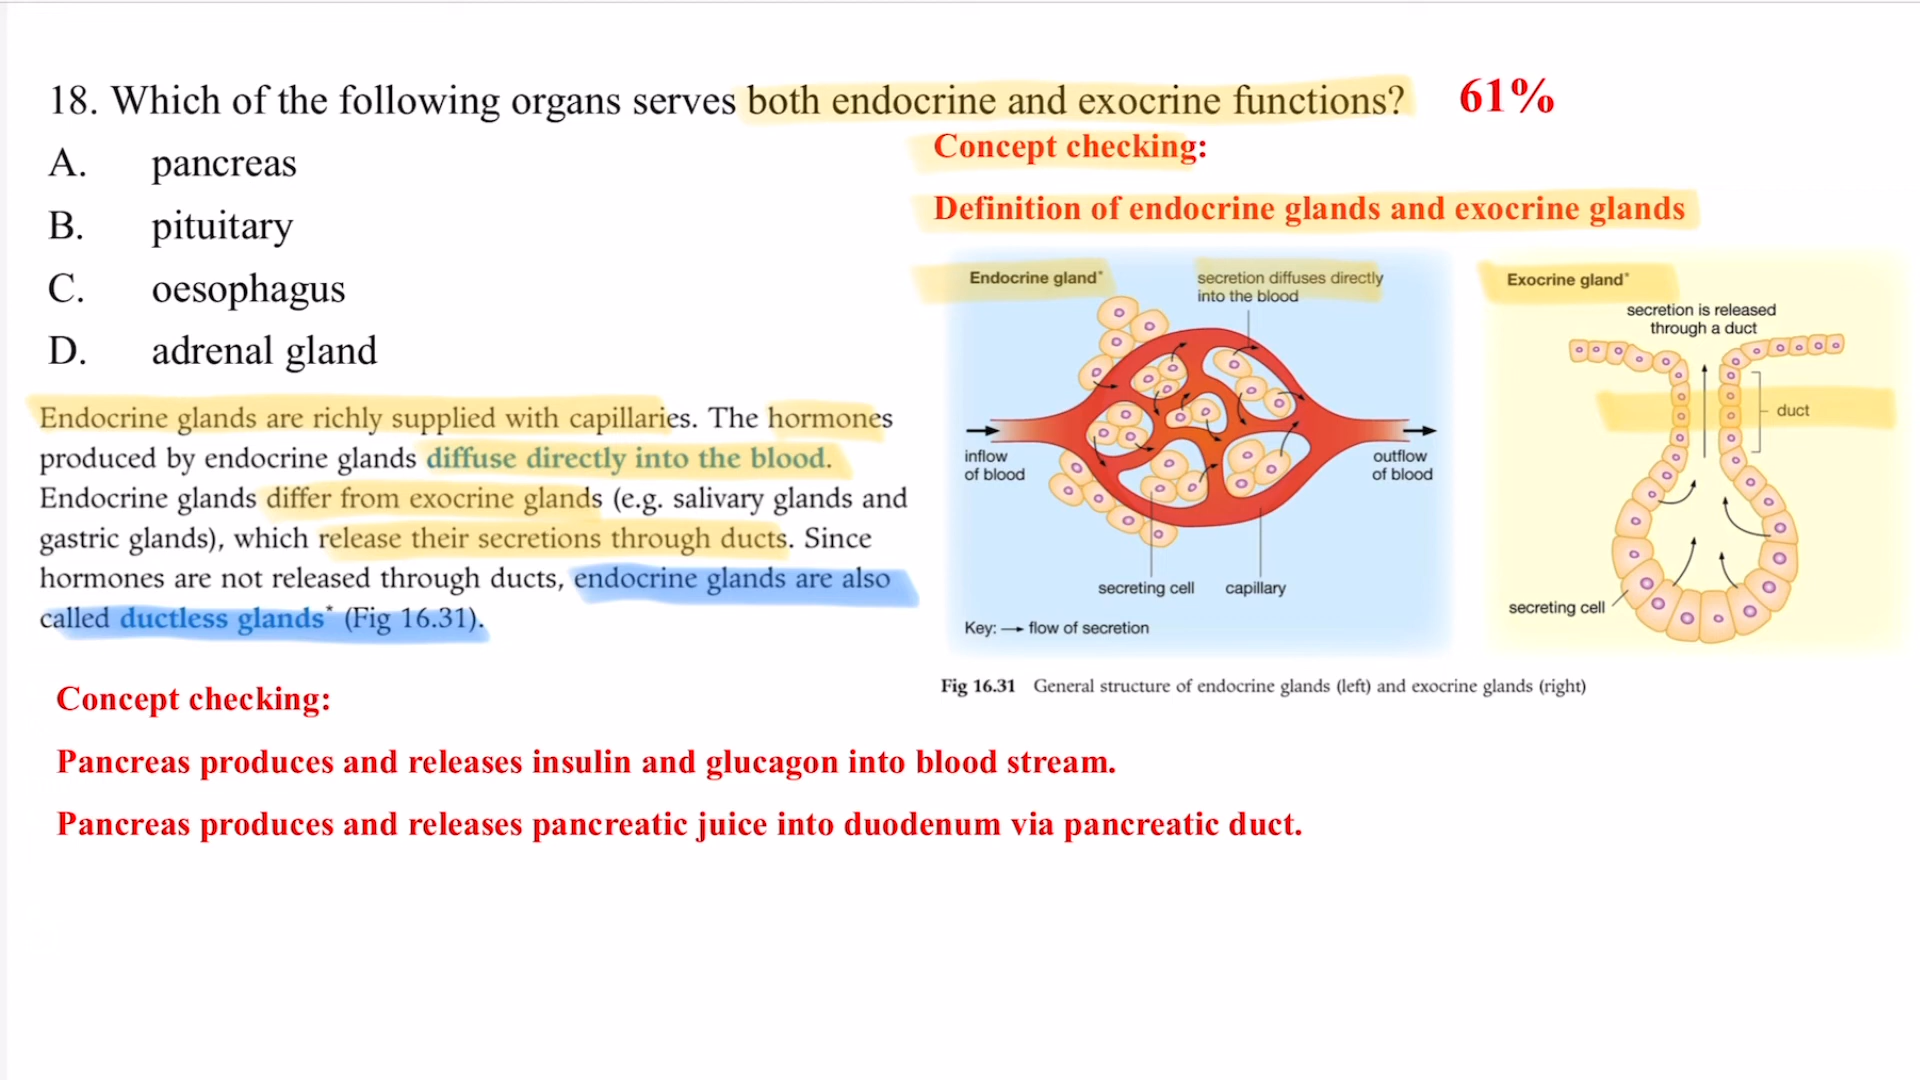 18. Which of the following organs serves both endocrine and exocrine functions? 61%
A. pancreas
B. pituitary
C. oesophagus
D. adrenal gland
Concept checking:
Definition of endocrine glands and exocrine glands
Endocrine glands are richly supplied with capillaries. The hormones
produced by endocrine glands diffuse directly into the blood.
Endocrine glands differ from exocrine glands (e.g. salivary glands and
gastric glands), which release their secretions through ducts. Since
hormones are not released through ducts, endocrine glands are also
called ductless glands* (Fig 16.31).
Endocrine gland*
secretion diffuses directly
into the blood
inflow
of blood
outflow
of blood
secreting cell
capillary
Key: → flow of secretion
Exocrine gland*
secretion is released
through a duct
duct
secreting cell
Fig 16.31 General structure of endocrine glands (left) and exocrine glands (right)
Concept checking:
Pancreas produces and releases insulin and glucagon into blood stream.
Pancreas produces and releases pancreatic juice into duodenum via pancreatic duct.